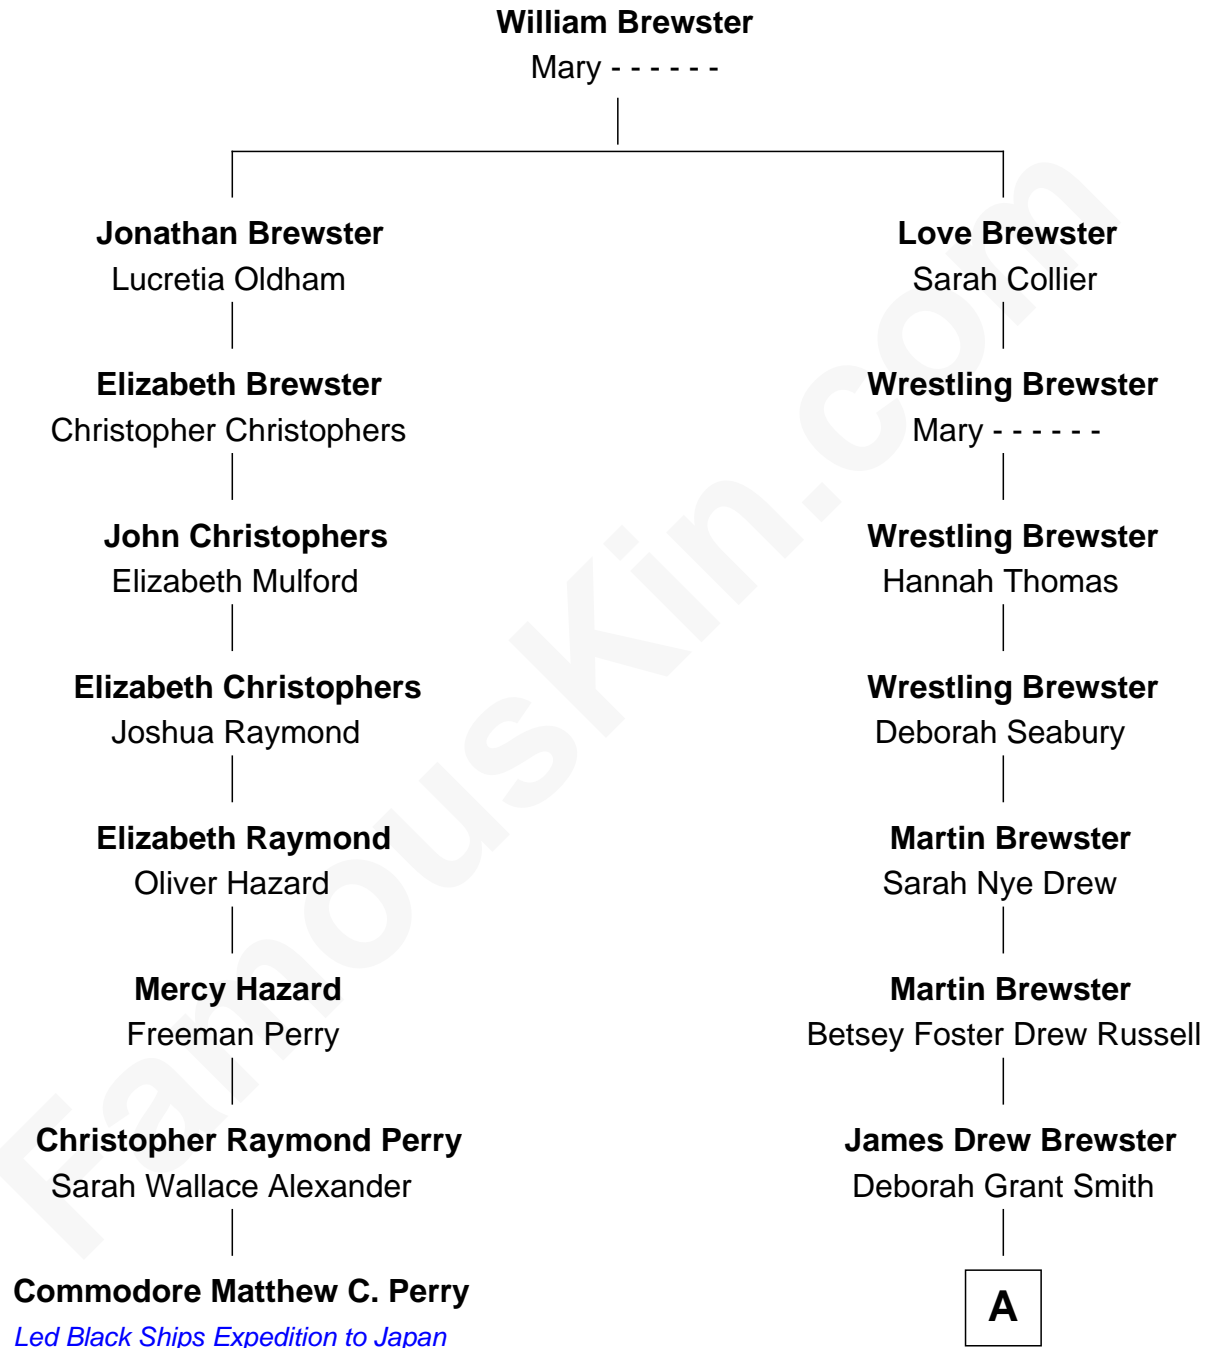 William Brewster
Mary - - - - - -
Jonathan Brewster
Lucretia Oldham
Love Brewster
Sarah Collier
Elizabeth Brewster
Christopher Christophers
Wrestling Brewster
Mary - - - - - -
John Christophers
Elizabeth Mulford
Wrestling Brewster
Hannah Thomas
Elizabeth Christophers
Joshua Raymond
Wrestling Brewster
Deborah Seabury
Elizabeth Raymond
Oliver Hazard
Martin Brewster
Sarah Nye Drew
Mercy Hazard
Freeman Perry
Martin Brewster
Betsey Foster Drew Russell
Christopher Raymond Perry
Sarah Wallace Alexander
James Drew Brewster
Deborah Grant Smith
Commodore Matthew C. Perry
Led Black Ships Expedition to Japan
A
FamousKin.com